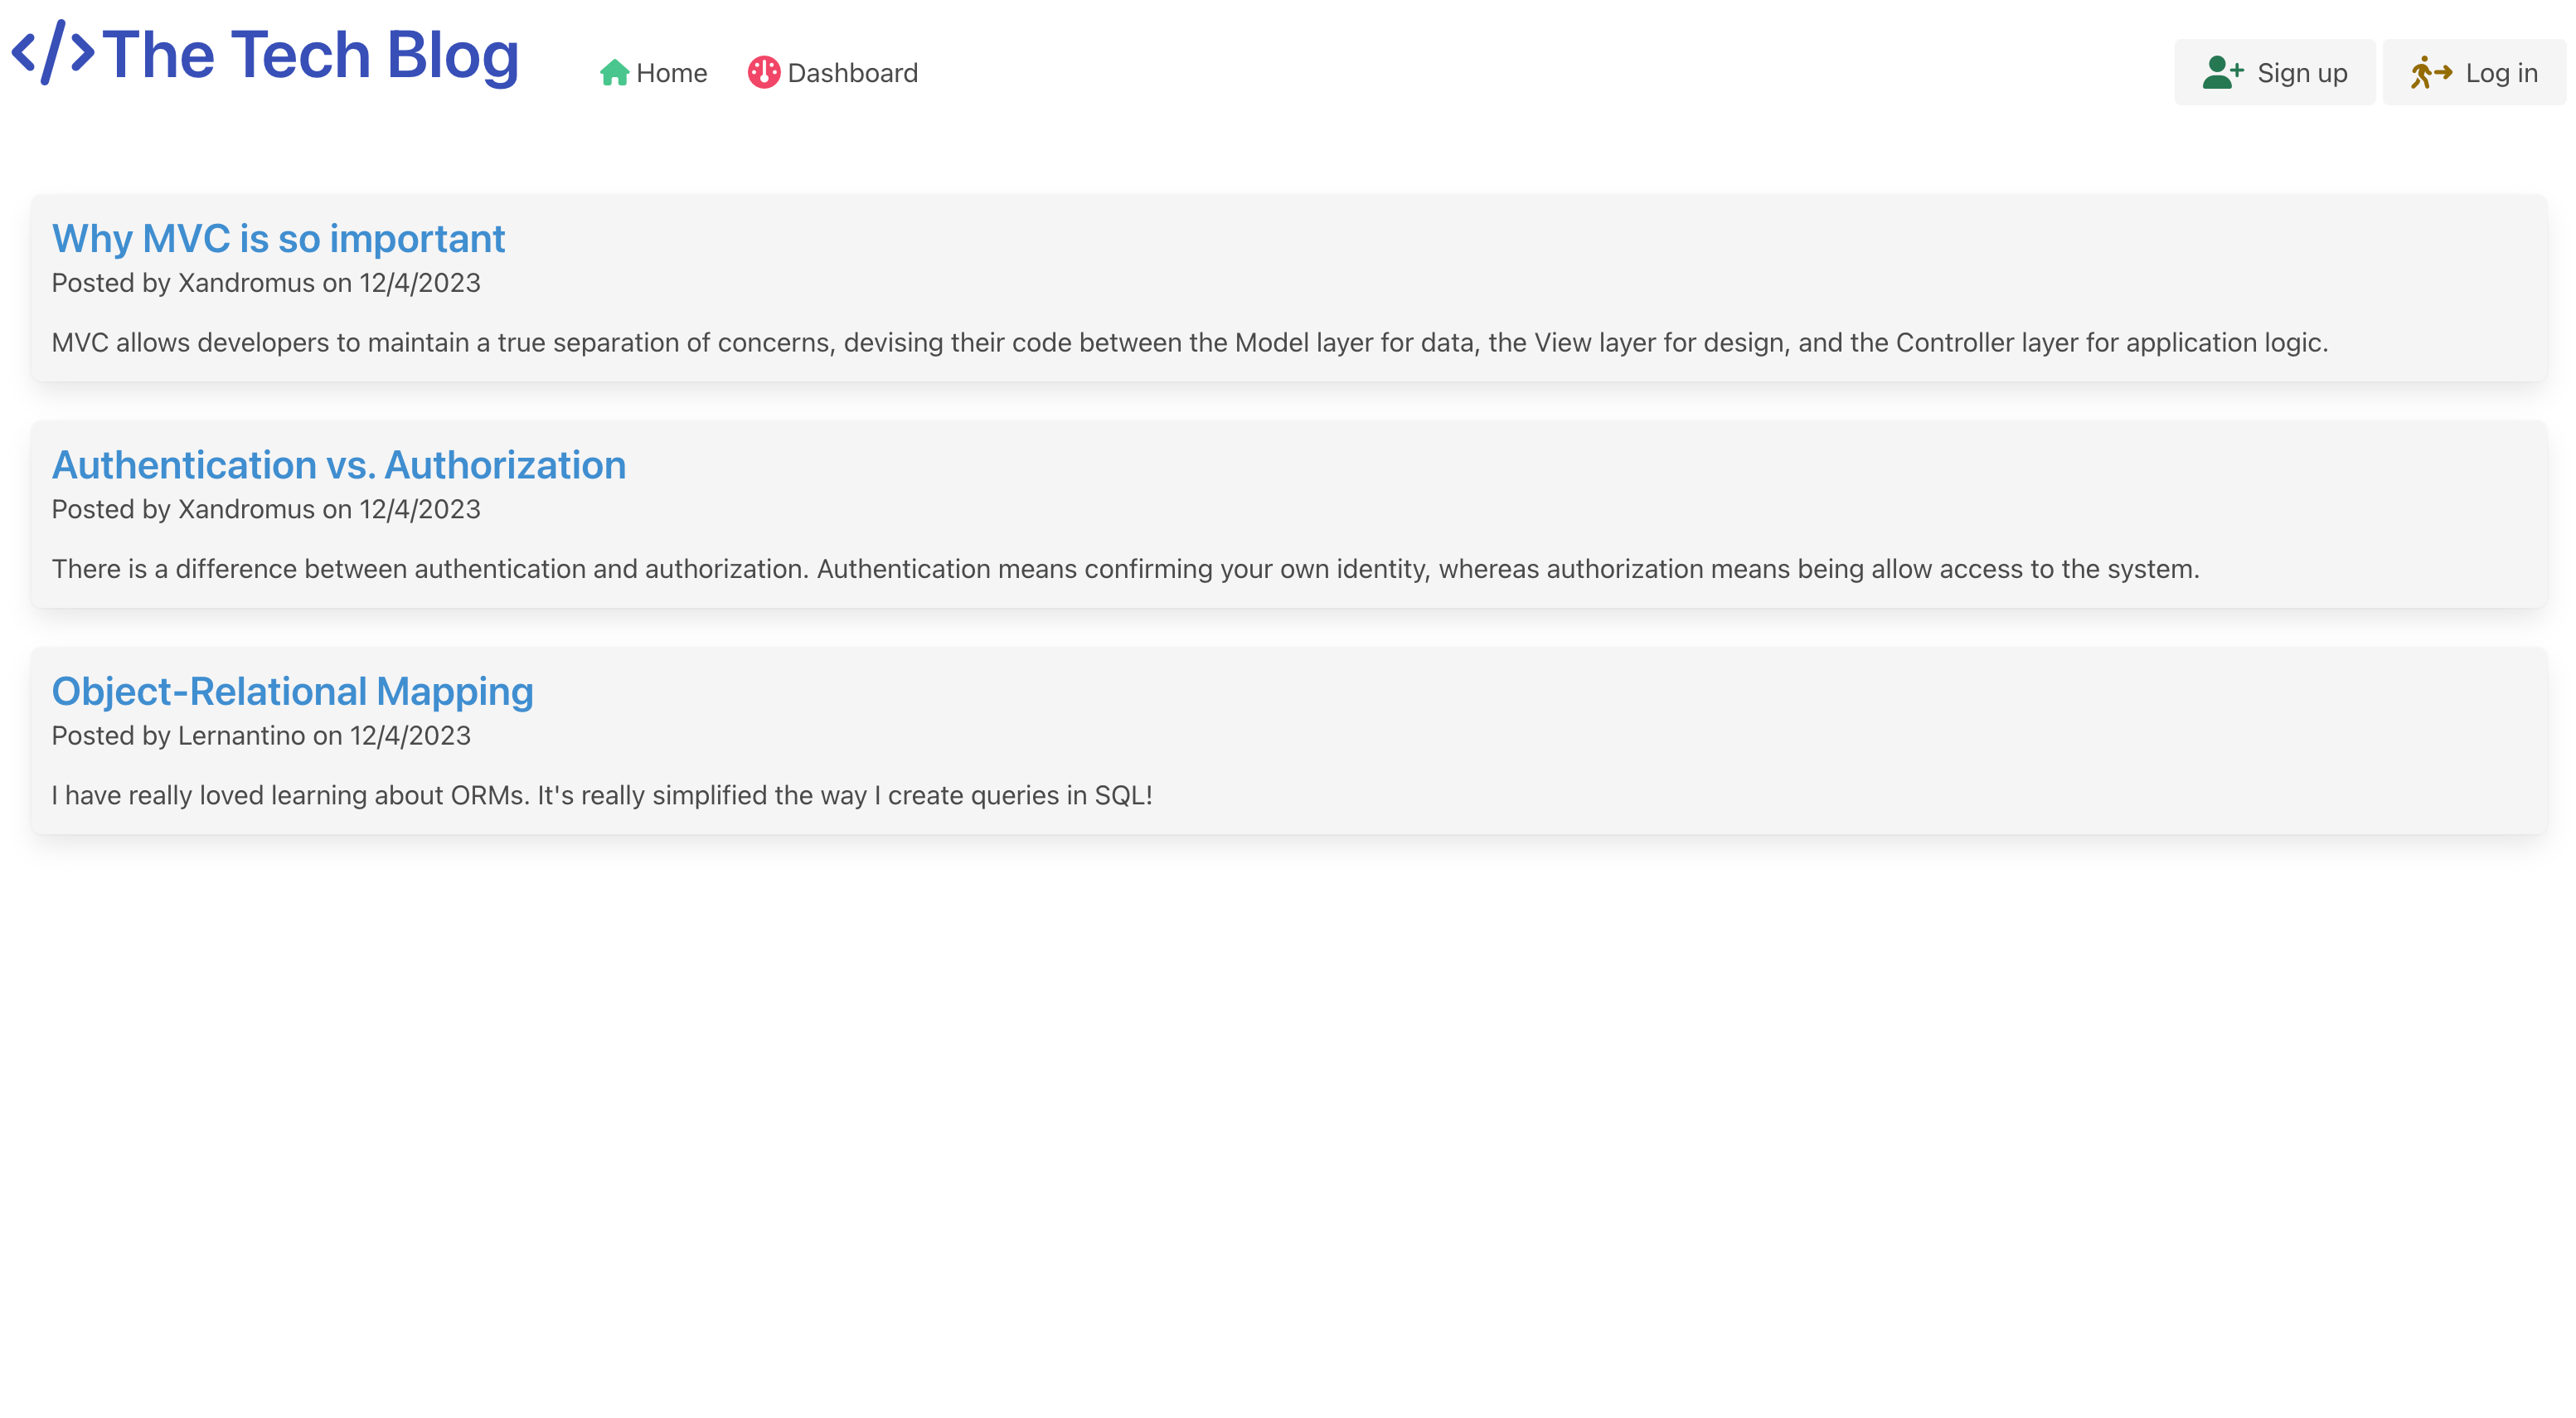 </>The Tech Blog
Home
Dashboard
Sign up
Log in
Why MVC is so important
Posted by Xandromus on 12/4/2023
MVC allows developers to maintain a true separation of concerns, devising their code between the Model layer for data, the View layer for design, and the Controller layer for application logic.
Authentication vs. Authorization
Posted by Xandromus on 12/4/2023
There is a difference between authentication and authorization. Authentication means confirming your own identity, whereas authorization means being allow access to the system.
Object-Relational Mapping
Posted by Lernantino on 12/4/2023
I have really loved learning about ORMs. It's really simplified the way I create queries in SQL!